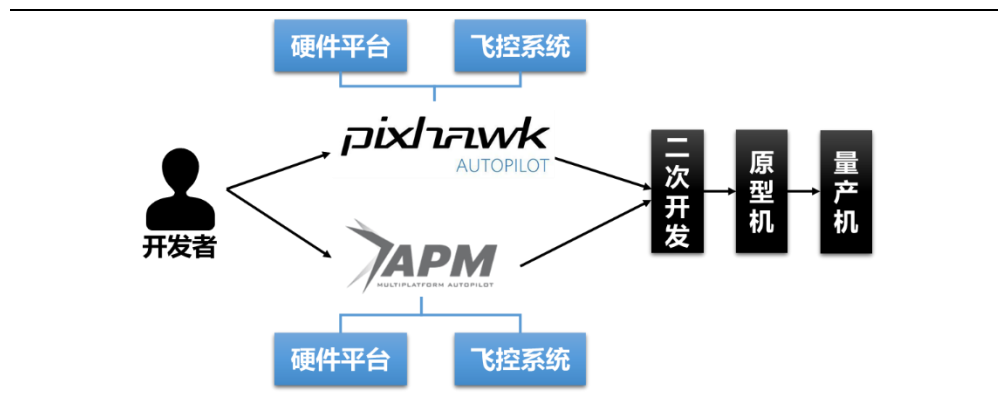 硬件平台
飞控系统
pixhawk
AUTOPILOT
开发者
二次开发
原型机
量产机
APM
MULTIPLATFORM AUTOPILOT
硬件平台
飞控系统